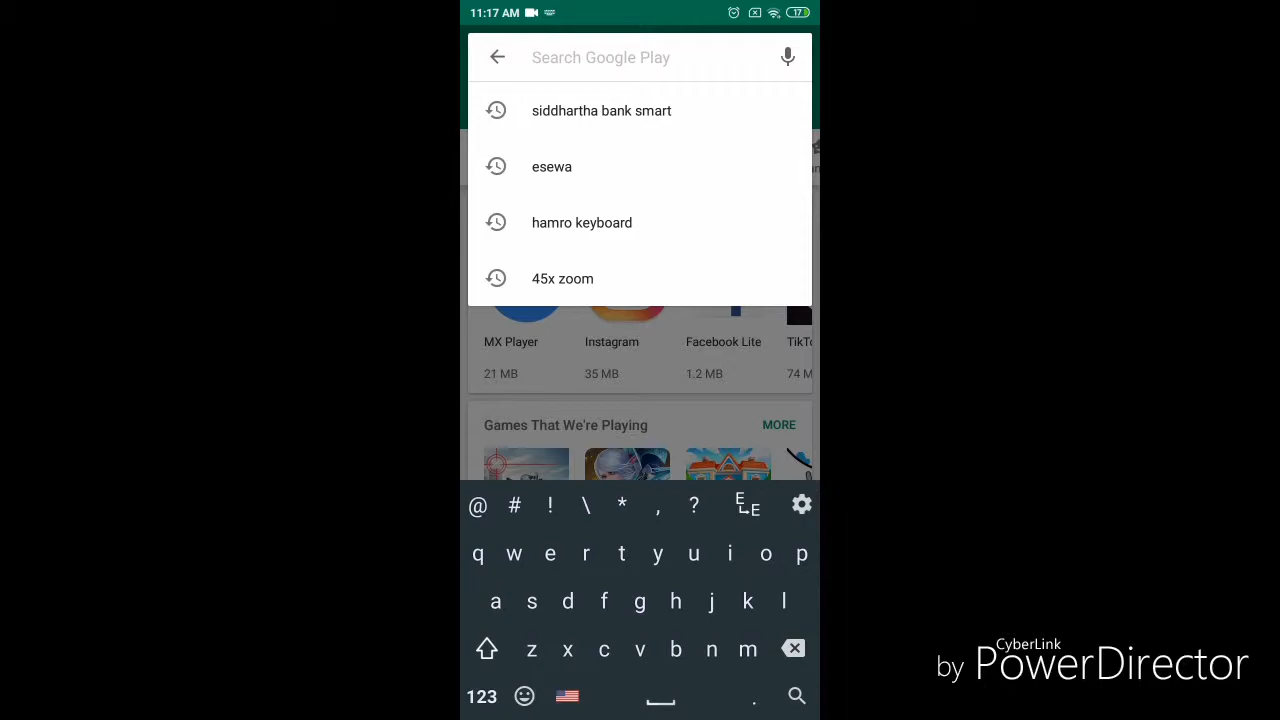 11:17 AM
17
Search Google Play
siddhartha bank smart
esewa
hamro keyboard
45x zoom
MX Player Instagram Facebook Lite
21 MB 35 MB 1.2 MB 74 M
Games That We're Playing MORE
@ # ! \ * , ? E E
q w e r t y u i o p
a s d f g h j k l
z x c v b n m
123 .
CyberLink
by PowerDirector